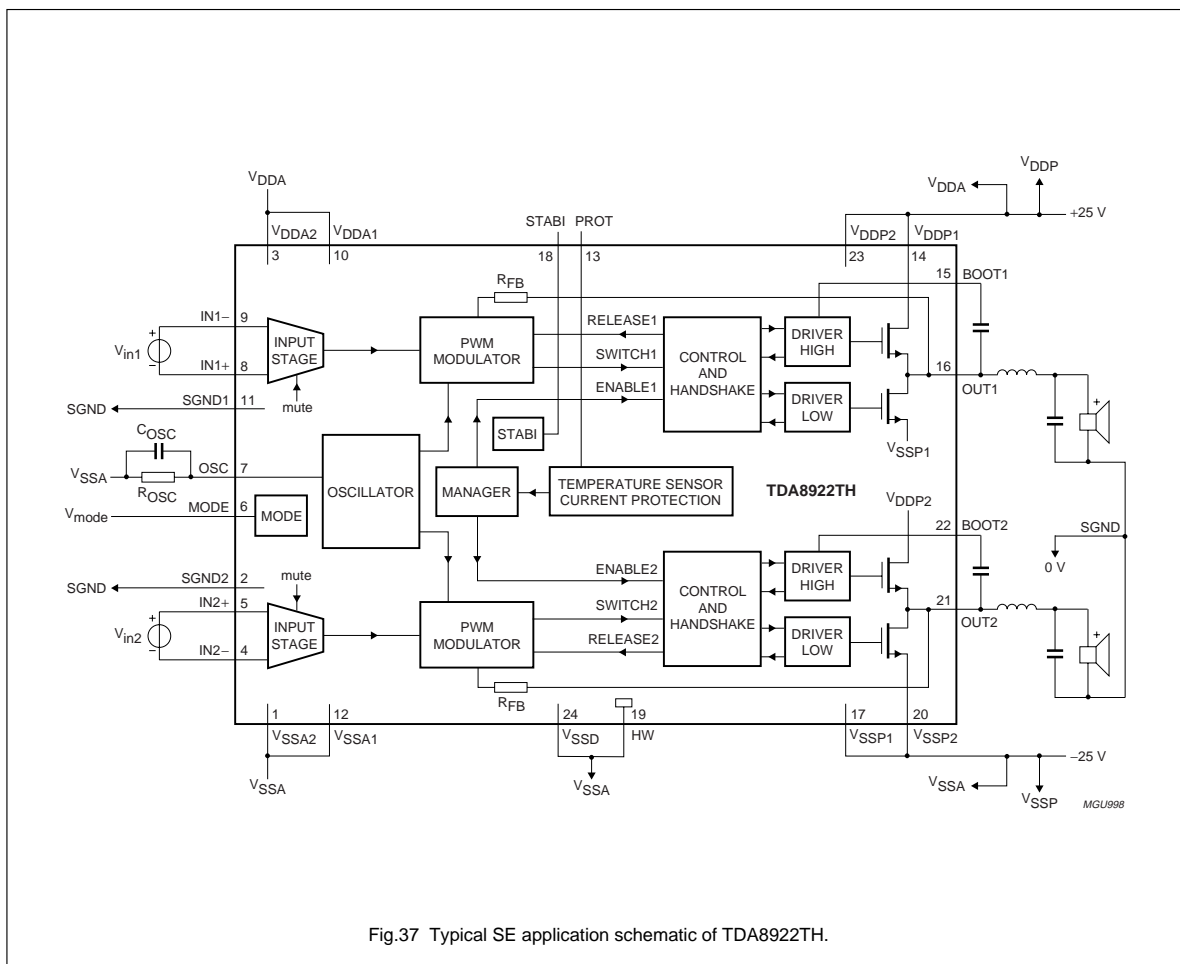 VDDA
VDDA2 VDDA1
3 10
STABI PROT
18 13
VDDA
VDDP
+25 V
VDDP2 VDDP1
23 14
15 BOOT1
RFB
IN1− 9
Vin1
+
−
IN1+ 8
INPUT STAGE
mute
SGND SGND1 11
PWM MODULATOR
RELEASE1
SWITCH1
ENABLE1
CONTROL AND HANDSHAKE
DRIVER HIGH
DRIVER LOW
16
OUT1
+
VSSP1
COSC
VSSA
ROSC
OSC 7
OSCILLATOR
STABI
MANAGER
TEMPERATURE SENSOR
CURRENT PROTECTION
TDA8922TH
Vmode MODE 6
MODE
VDDP2
22 BOOT2
SGND
0 V
SGND SGND2 2
mute
IN2+ 5
Vin2
+
−
IN2− 4
INPUT STAGE
PWM MODULATOR
ENABLE2
SWITCH2
RELEASE2
CONTROL AND HANDSHAKE
DRIVER HIGH
DRIVER LOW
21
OUT2
+
RFB
1 12
VSSA2 VSSA1
VSSA
24 19
VSSD HW
VSSA
17 20
VSSP1 VSSP2
−25 V
VSSA
VSSP
MGU998
Fig.37 Typical SE application schematic of TDA8922TH.